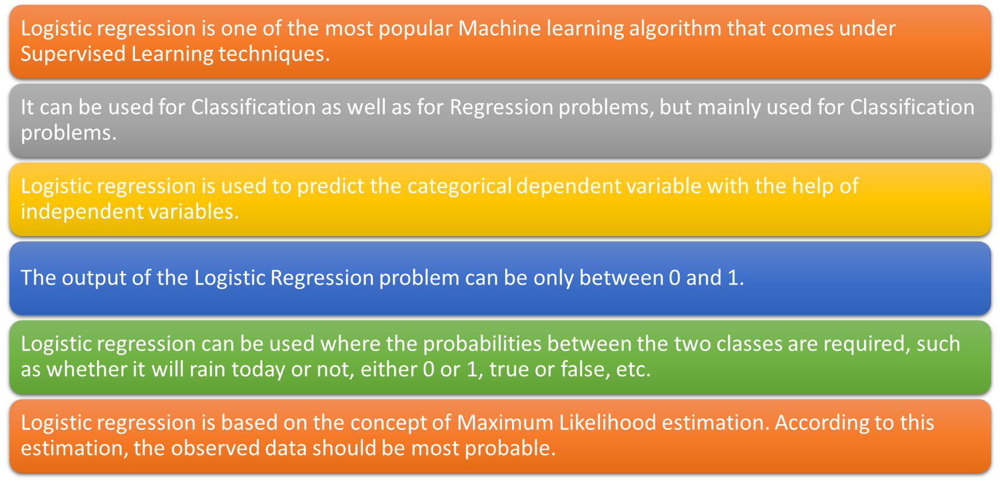 Logistic regression is one of the most popular Machine learning algorithm that comes under
Supervised Learning techniques.
It can be used for Classification as well as for Regression problems, but mainly used for Classification
problems.
Logistic regression is used to predict the categorical dependent variable with the help of
independent variables.
The output of the Logistic Regression problem can be only between 0 and 1.
Logistic regression can be used where the probabilities between the two classes are required, such
as whether it will rain today or not, either 0 or 1, true or false, etc.
Logistic regression is based on the concept of Maximum Likelihood estimation. According to this
estimation, the observed data should be most probable.